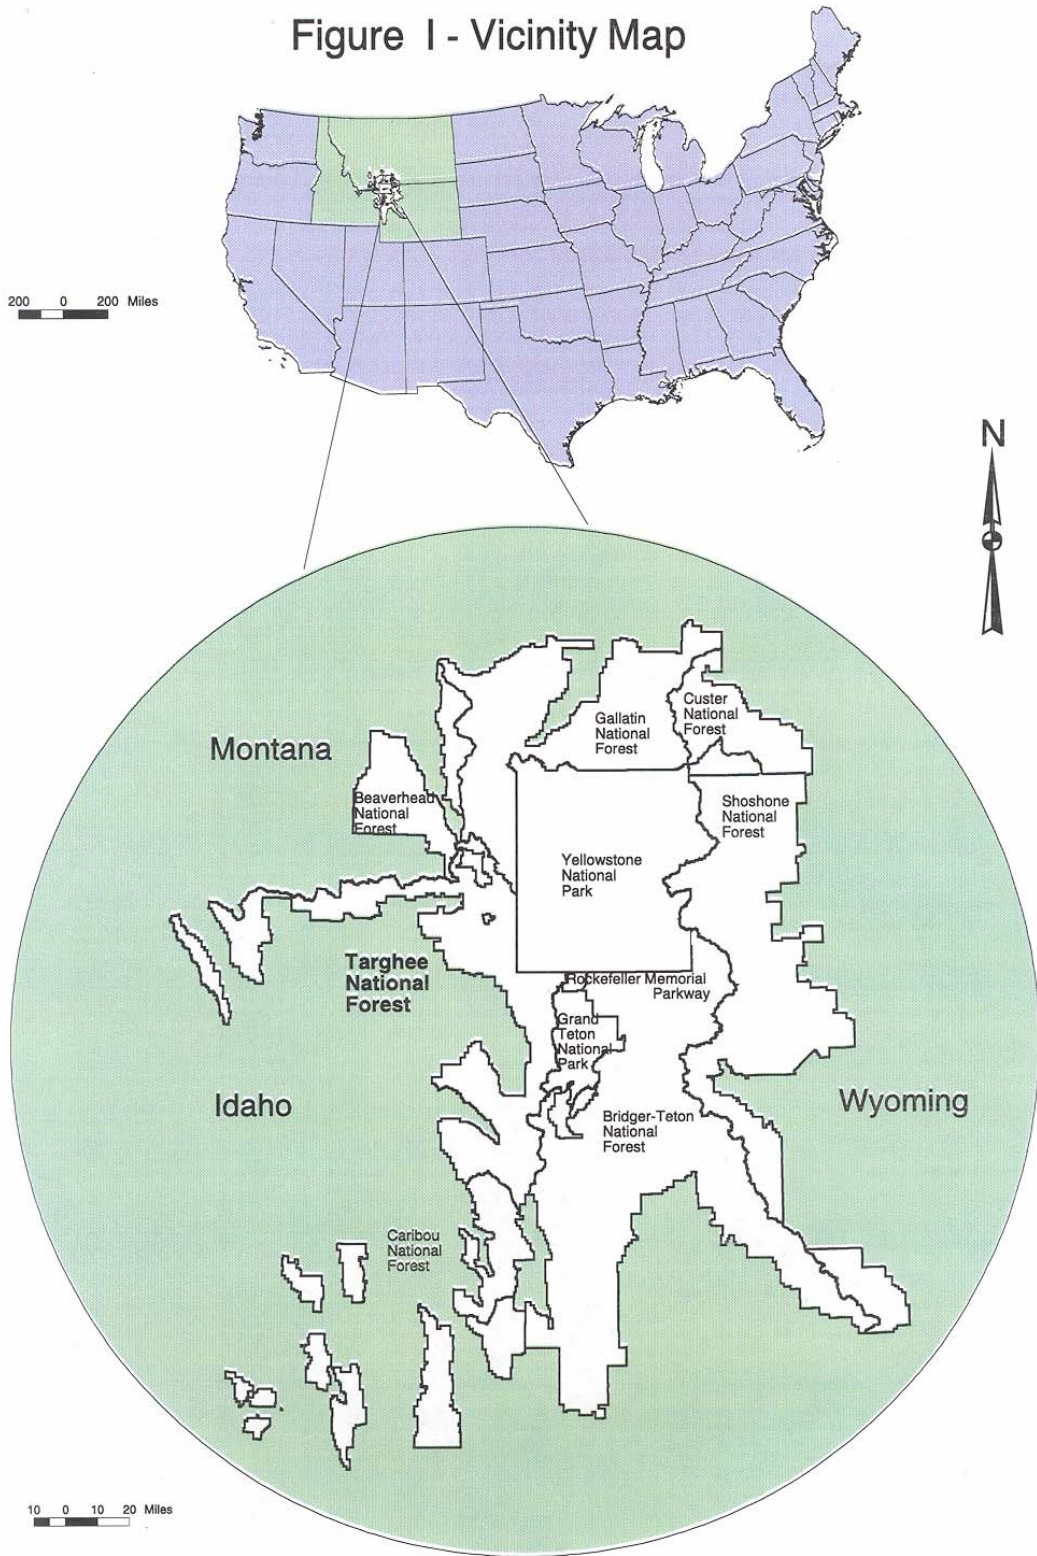 Figure I - Vicinity Map
200 0 200 Miles
N
Montana
Gallatin
National
Forest
Custer
National
Forest
Beaverhead
National
Forest
Shoshone
National
Forest
Yellowstone
National
Park
Targhee
National
Forest
Rockefeller Memorial
Parkway
Grand
Teton
National
Park
Idaho
Wyoming
Bridger-Teton
National
Forest
Caribou
National
Forest
10 0 10 20 Miles